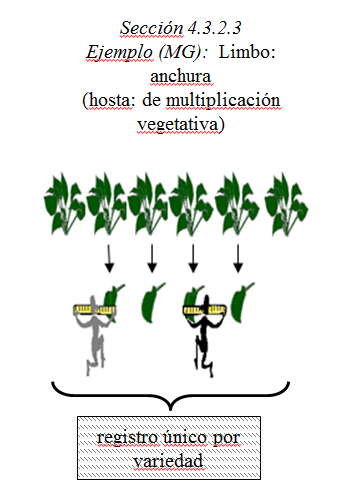 Sección 4.3.2.3
Ejemplo (MG):  Limbo:
anchura
(hosta: de multiplicación
vegetativa)
registro único por
variedad